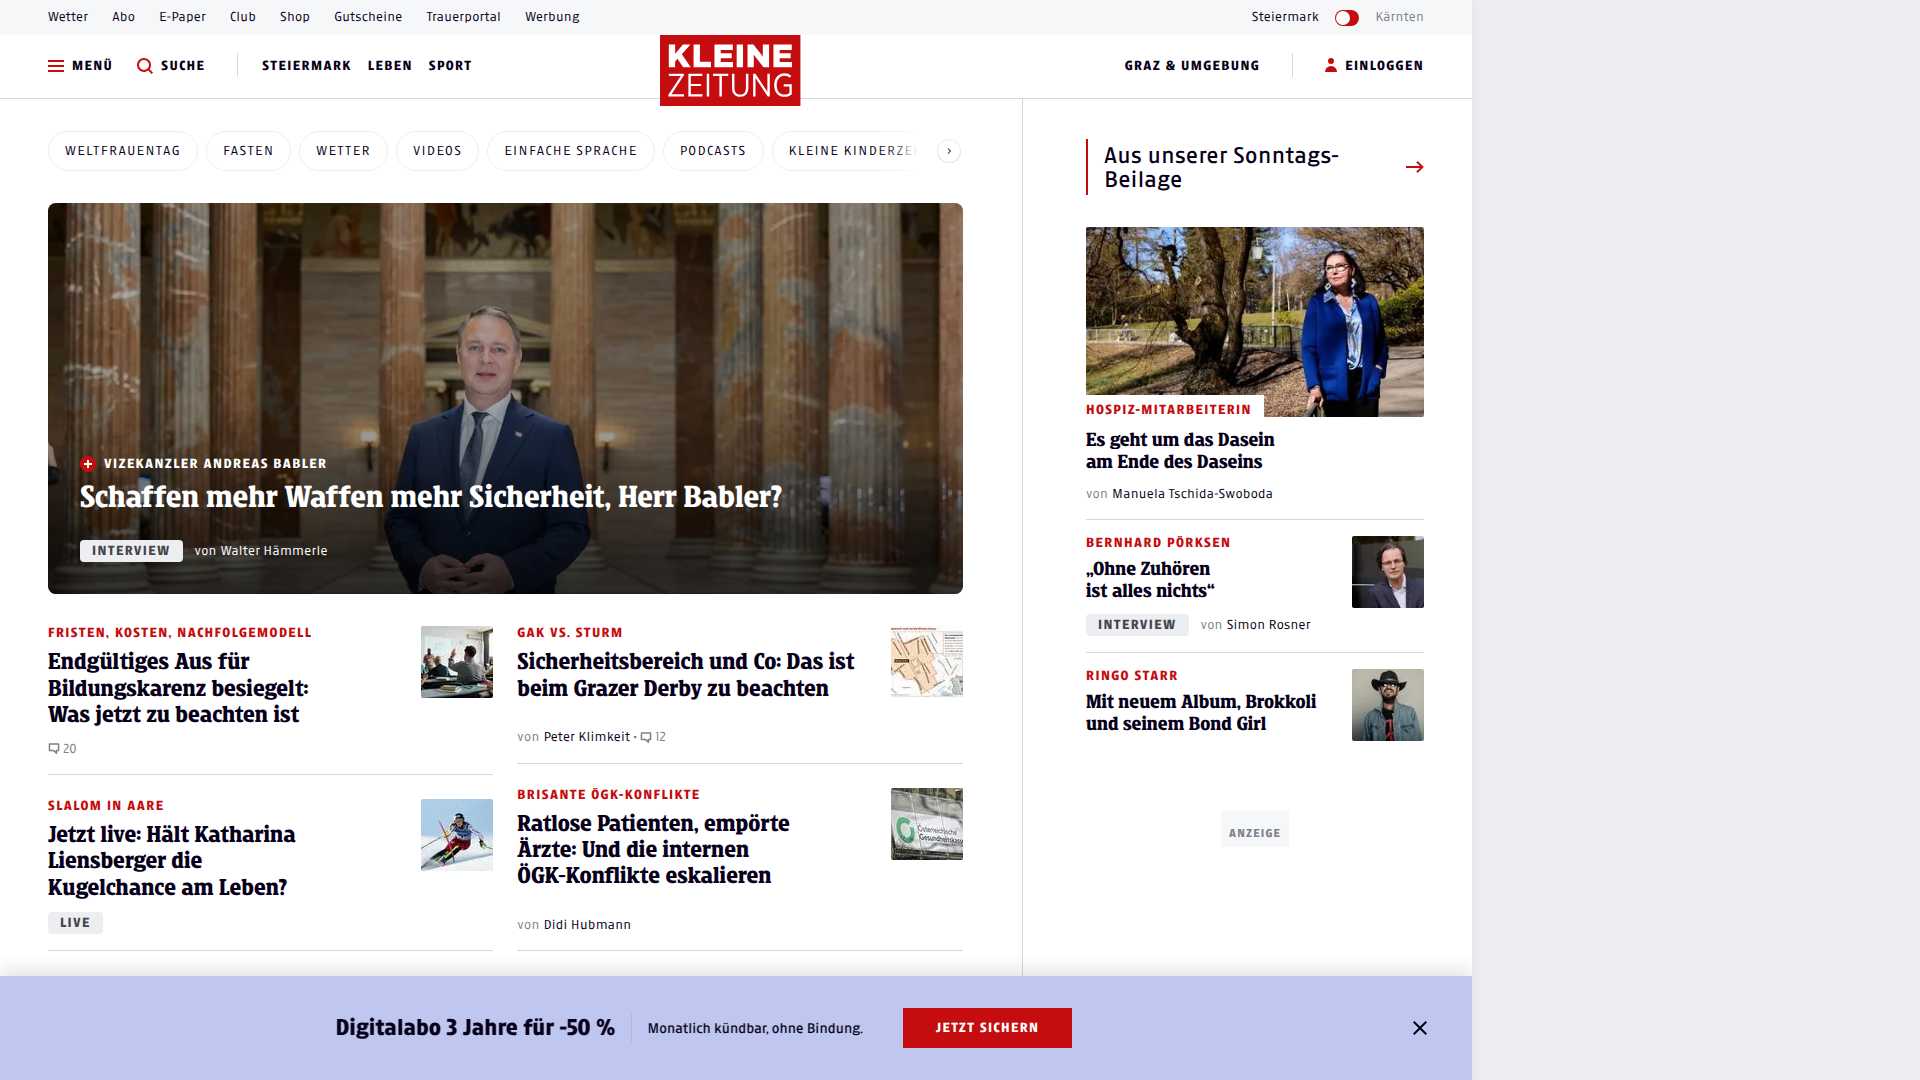 Wetter Abo E-Paper Club Shop Gutscheine Trauerportal Werbung Steiermark Kärnten
MENÜ SUCHE STEIERMARK LEBEN SPORT
KLEINE
ZEITUNG
GRAZ & UMGEBUNG EINLOGGEN
WELTFRAUENTAG FASTEN WETTER VIDEOS EINFACHE SPRACHE PODCASTS KLEINE
VIZEKANZLER ANDREAS BABLER
Schaffen mehr Waffen mehr Sicherheit, Herr Babler?
INTERVIEW von Walter Hämmerle
FRISTEN, KOSTEN, NACHFOLGEMODELL
Endgültiges Aus für
Bildungskarenz besiegelt:
Was jetzt zu beachten ist
20
GAK VS. STURM
Sicherheitsbereich und Co: Das ist
beim Grazer Derby zu beachten
von Peter Klimkeit · 12
SLALOM IN AARE
Jetzt live: Hält Katharina
Liensberger die
Kugelchance am Leben?
LIVE
BRISANTE ÖGK-KONFLIKTE
Ratlose Patienten, empörte
Ärzte: Und die internen
ÖGK-Konflikte eskalieren
von Didi Hubmann
Österreichische
Gesundheitskasse
Aus unserer Sonntags-
Beilage
HOSPIZ-MITARBEITERIN
Es geht um das Dasein
am Ende des Daseins
von Manuela Tschida-Swoboda
BERNHARD PÖRKSEN
„Ohne Zuhören
ist alles nichts“
INTERVIEW von Simon Rosner
RINGO STARR
Mit neuem Album, Brokkoli
und seinem Bond Girl
ANZEIGE
Digitalabo 3 Jahre für -50 % Monatlich kündbar, ohne Bindung. JETZT SICHERN